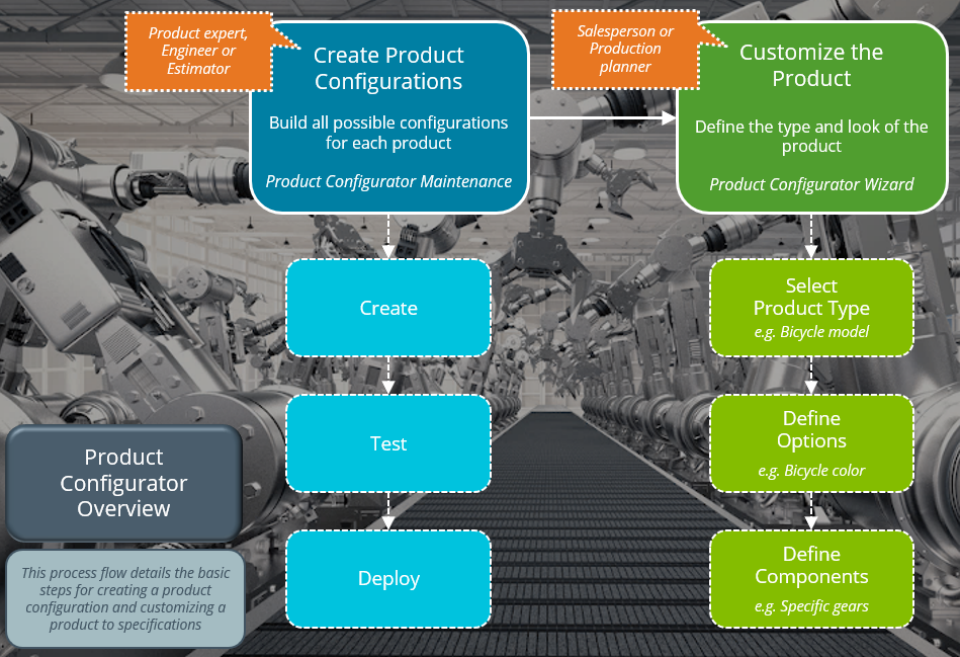 Product expert,
Engineer or
Estimator
Create Product
Configurations
Build all possible configurations
for each product
Product Configurator Maintenance
Salesperson or
Production
planner
Customize the
Product
Define the type and look of the
product
Product Configurator Wizard
Create
Test
Deploy
Select
Product Type
e.g. Bicycle model
Define
Options
e.g. Bicycle color
Define
Components
e.g. Specific gears
Product
Configurator
Overview
This process flow details the basic
steps for creating a product
configuration and customizing a
product to specifications